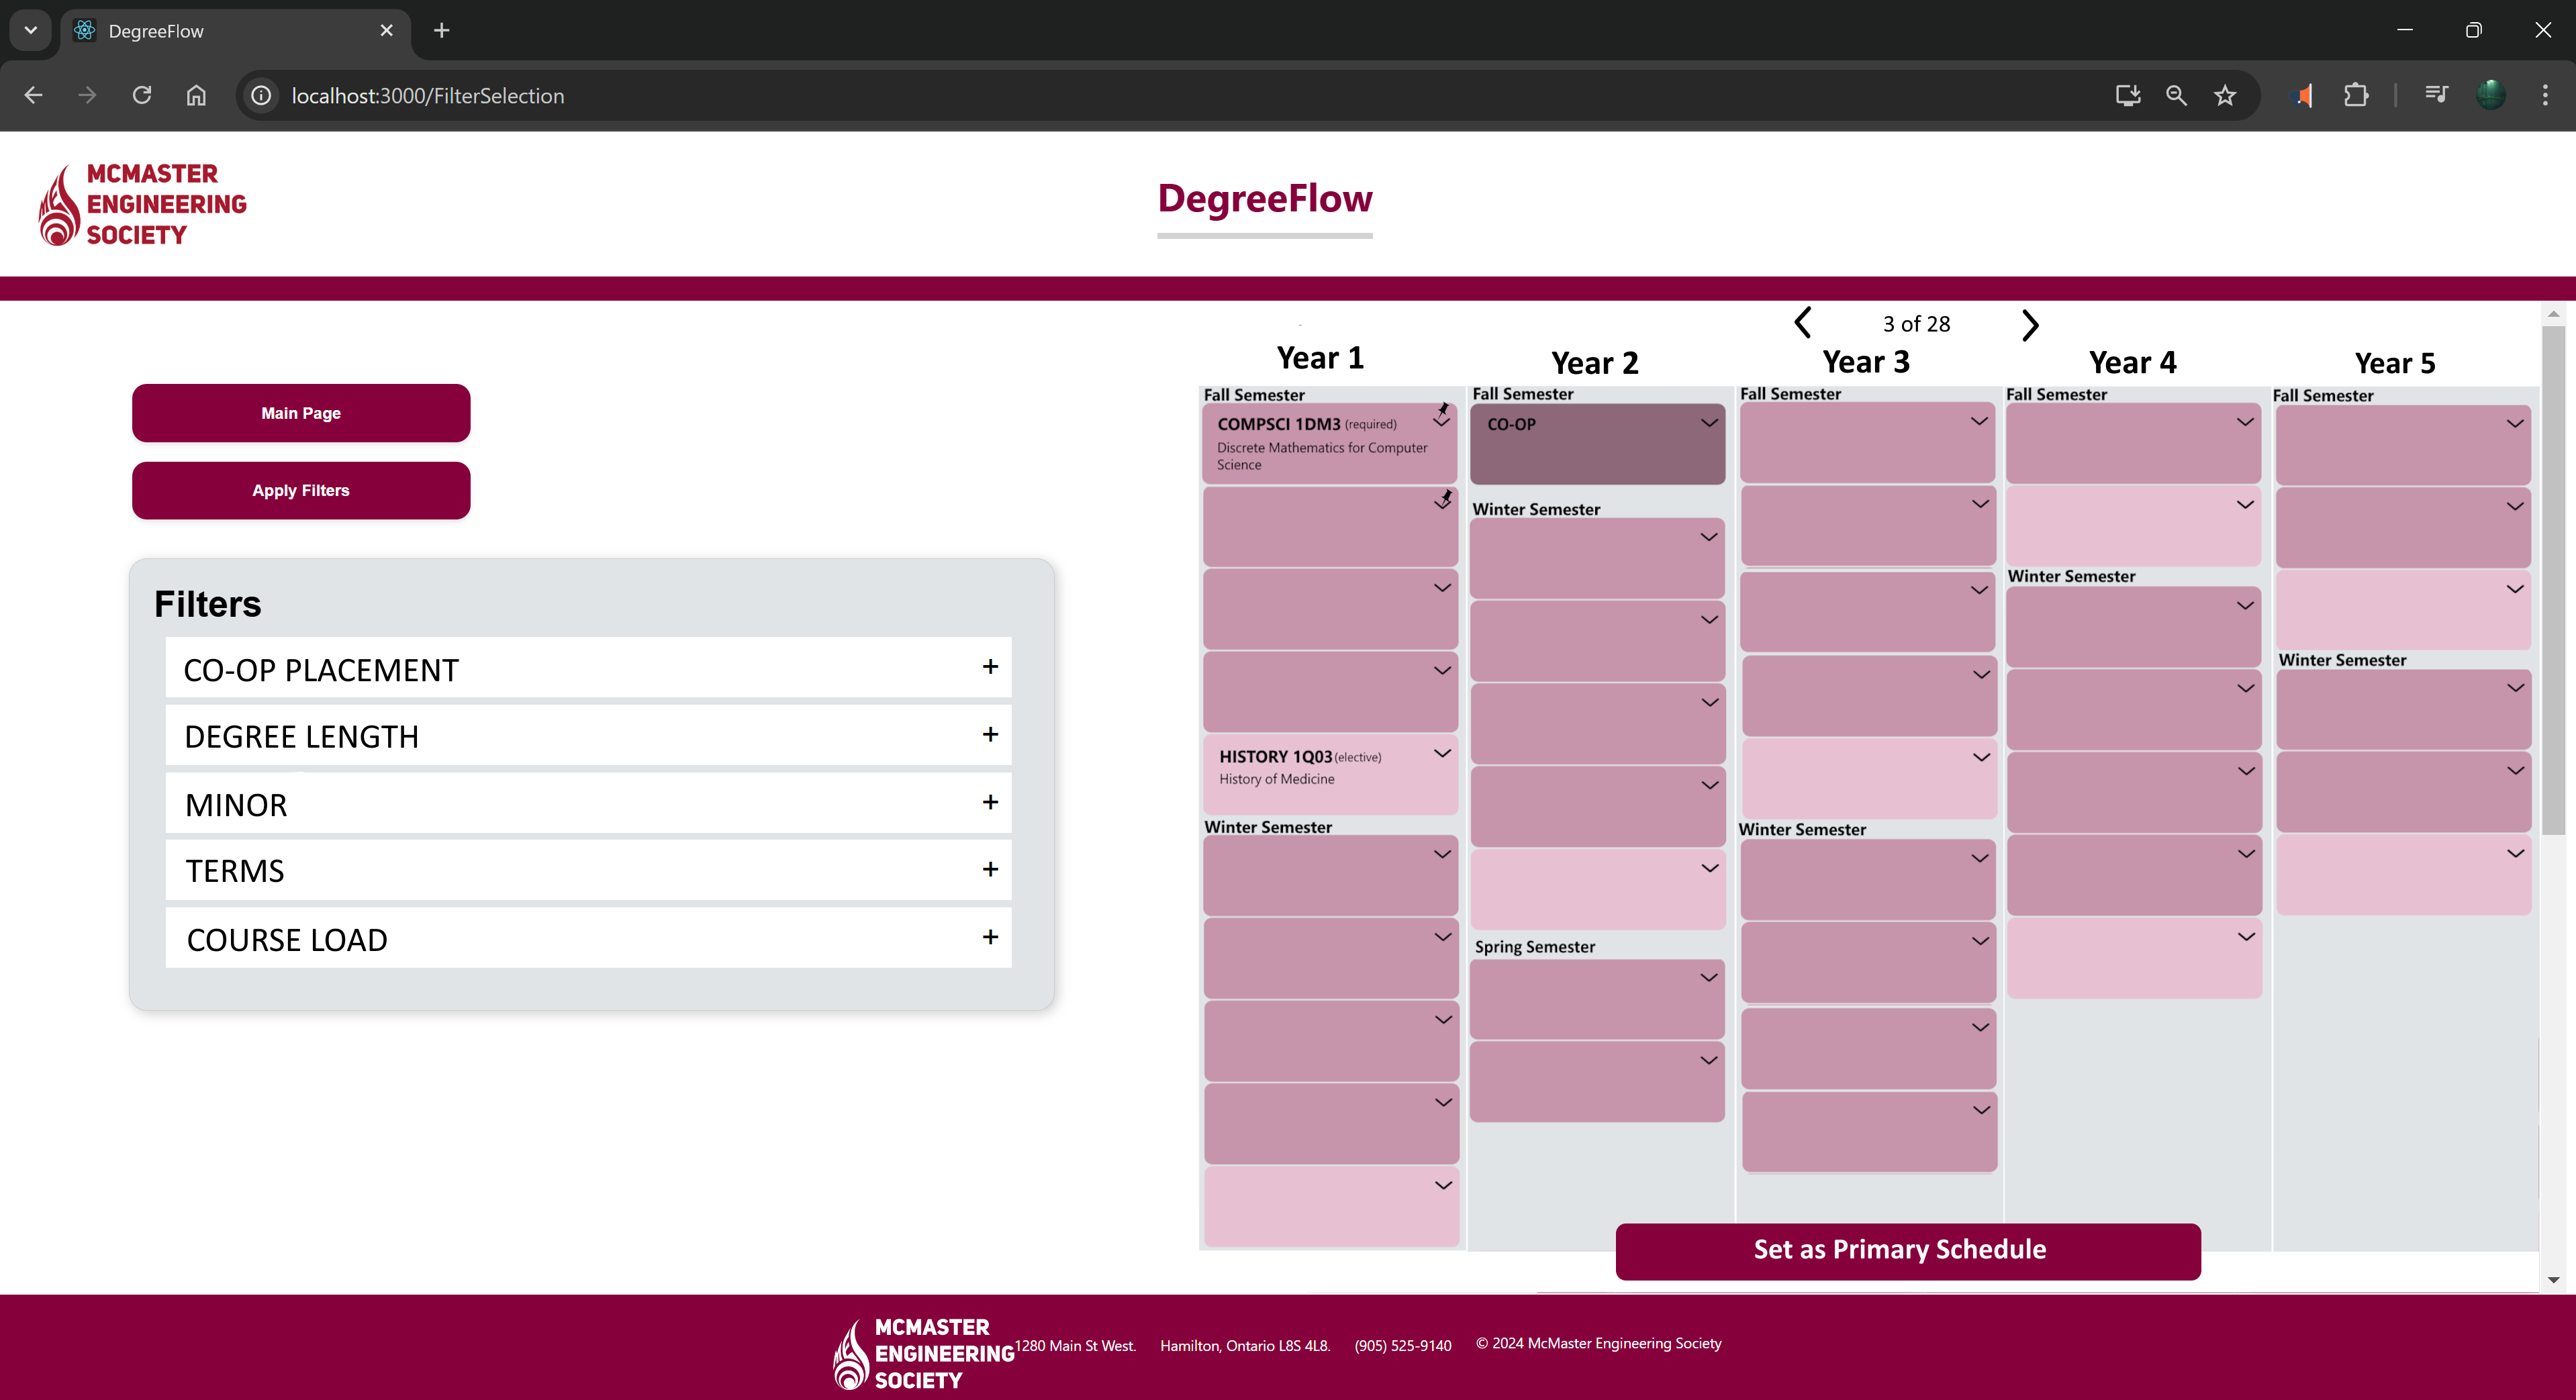 DegreeFlow
localhost:3000/FilterSelection
MCMASTER
ENGINEERING
SOCIETY
DegreeFlow
Main Page
Apply Filters
Filters
CO-OP PLACEMENT +
DEGREE LENGTH +
MINOR +
TERMS +
COURSE LOAD +
3 of 28
Year 1
Fall Semester
COMPSCI 1DM3 (required)
Discrete Mathematics for Computer
Science
HISTORY 1Q03 (elective)
History of Medicine
Winter Semester
Year 2
Fall Semester
CO-OP
Winter Semester
Spring Semester
Year 3
Fall Semester
Winter Semester
Year 4
Fall Semester
Winter Semester
Year 5
Fall Semester
Winter Semester
Set as Primary Schedule
MCMASTER
ENGINEERING
SOCIETY
1280 Main St West. Hamilton, Ontario L8S 4L8. (905) 525-9140 © 2024 McMaster Engineering Society